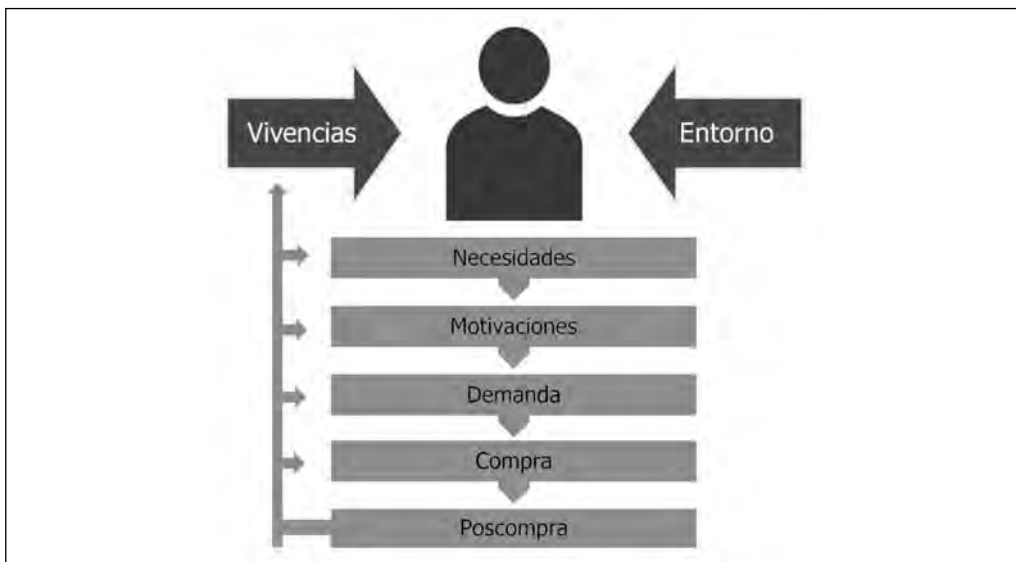 Vivencias
Entorno
Necesidades
Motivaciones
Demanda
Compra
Poscompra